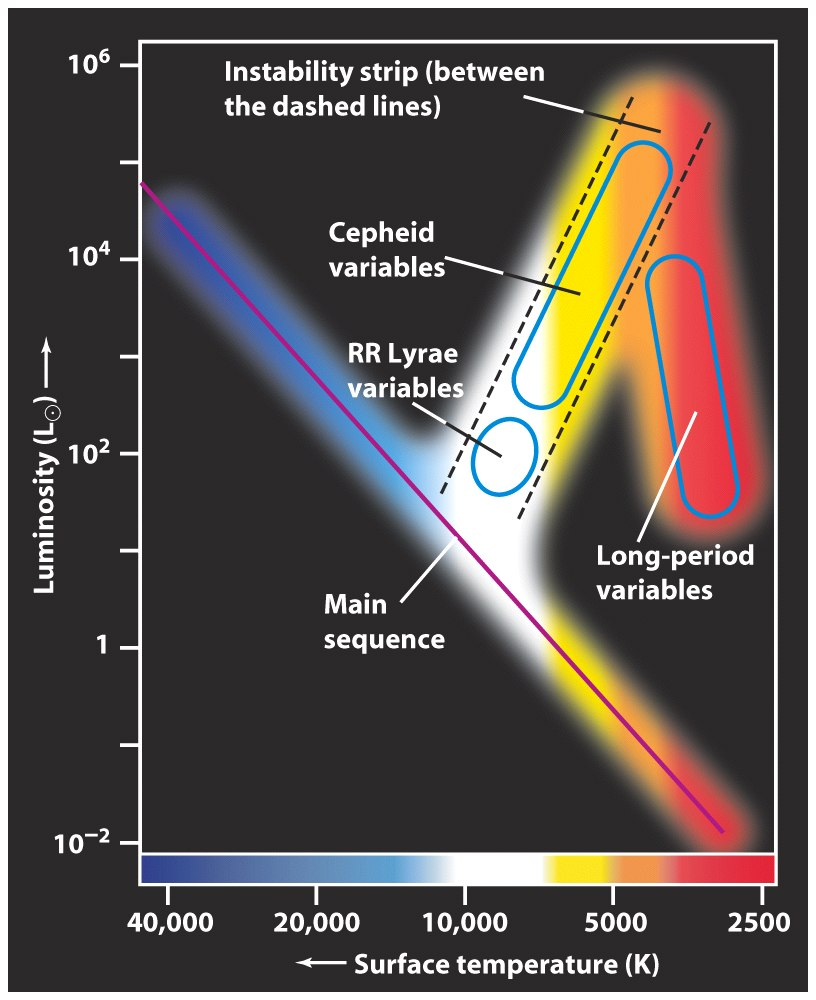 10⁶
Instability strip (between
the dashed lines)
10⁴
Cepheid
variables
RR Lyrae
variables
Luminosity (L☉)
10²
Long-period
variables
Main
sequence
1
10⁻²
40,000 20,000 10,000 5000 2500
Surface temperature (K)